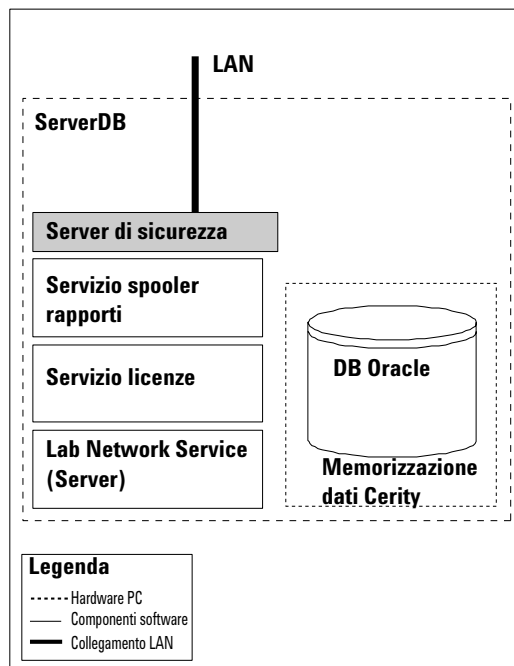 LAN
ServerDB
Server di sicurezza
Servizio spooler
rapporti
Servizio licenze
Lab Network Service
(Server)
DB Oracle
Memorizzazione
dati Cerity
Legenda
Hardware PC
Componenti software
Collegamento LAN